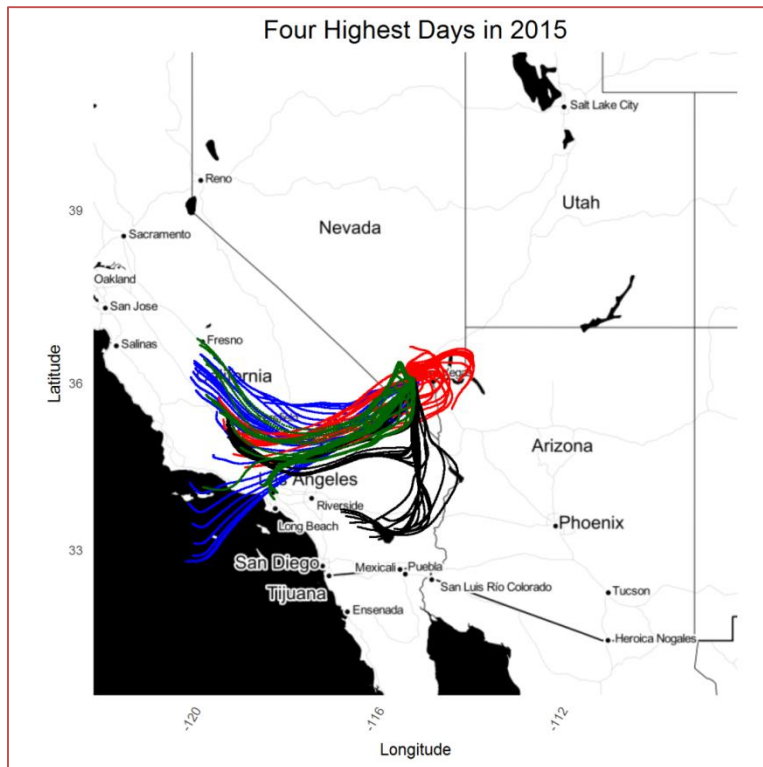 Four Highest Days in 2015
Salt Lake City
Reno
Utah
39
Nevada
Sacramento
Oakland
San Jose
Fresno
Salinas
36
Vegas
Latitude
Arizona
Los Angeles
Riverside
Phoenix
Long Beach
33
San Diego
Mexicali
Puebla
San Luis Río Colorado
Tijuana
Tucson
Ensenada
Heroica Nogales
-120
-116
-112
Longitude